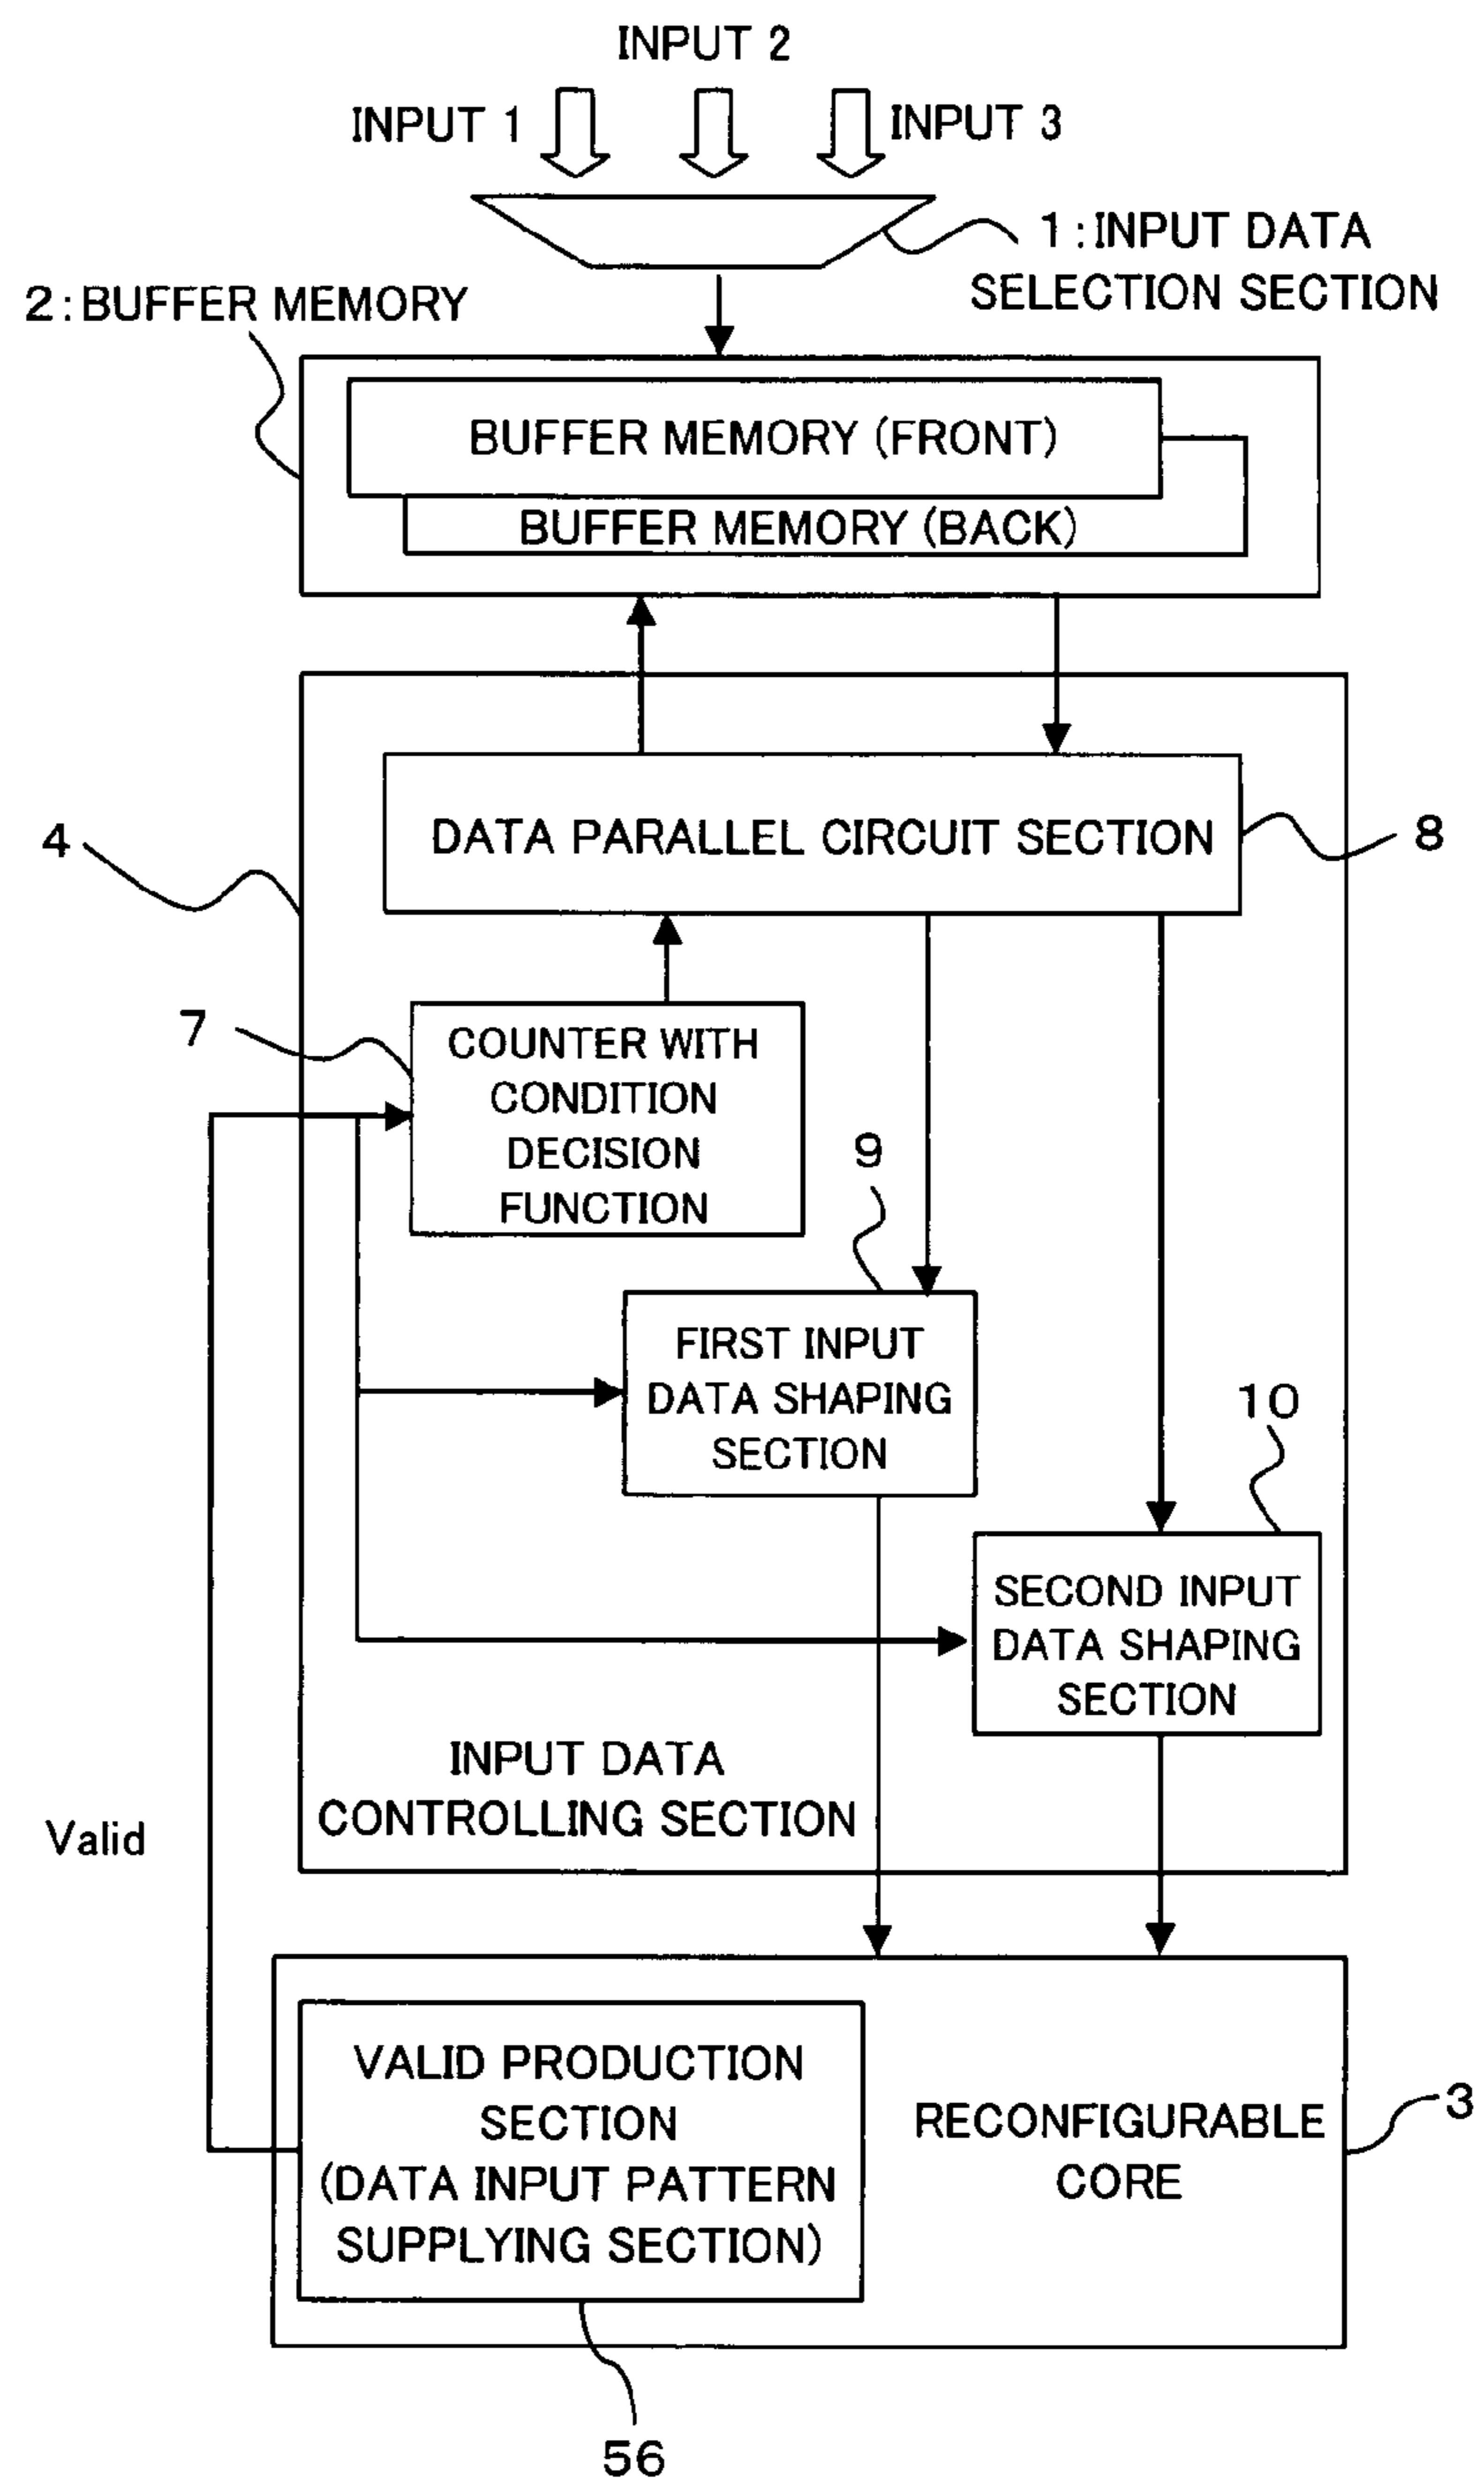 INPUT 2
INPUT 1
INPUT 3
1:INPUT DATA
SELECTION SECTION
2:BUFFER MEMORY
BUFFER MEMORY (FRONT)
BUFFER MEMORY (BACK)
DATA PARALLEL CIRCUIT SECTION
8
4
7
COUNTER WITH
CONDITION
DECISION
FUNCTION
9
FIRST INPUT
DATA SHAPING
SECTION
10
SECOND INPUT
DATA SHAPING
SECTION
INPUT DATA
CONTROLLING SECTION
Valid
VALID PRODUCTION
SECTION
(DATA INPUT PATTERN
SUPPLYING SECTION)
RECONFIGURABLE
CORE
3
56